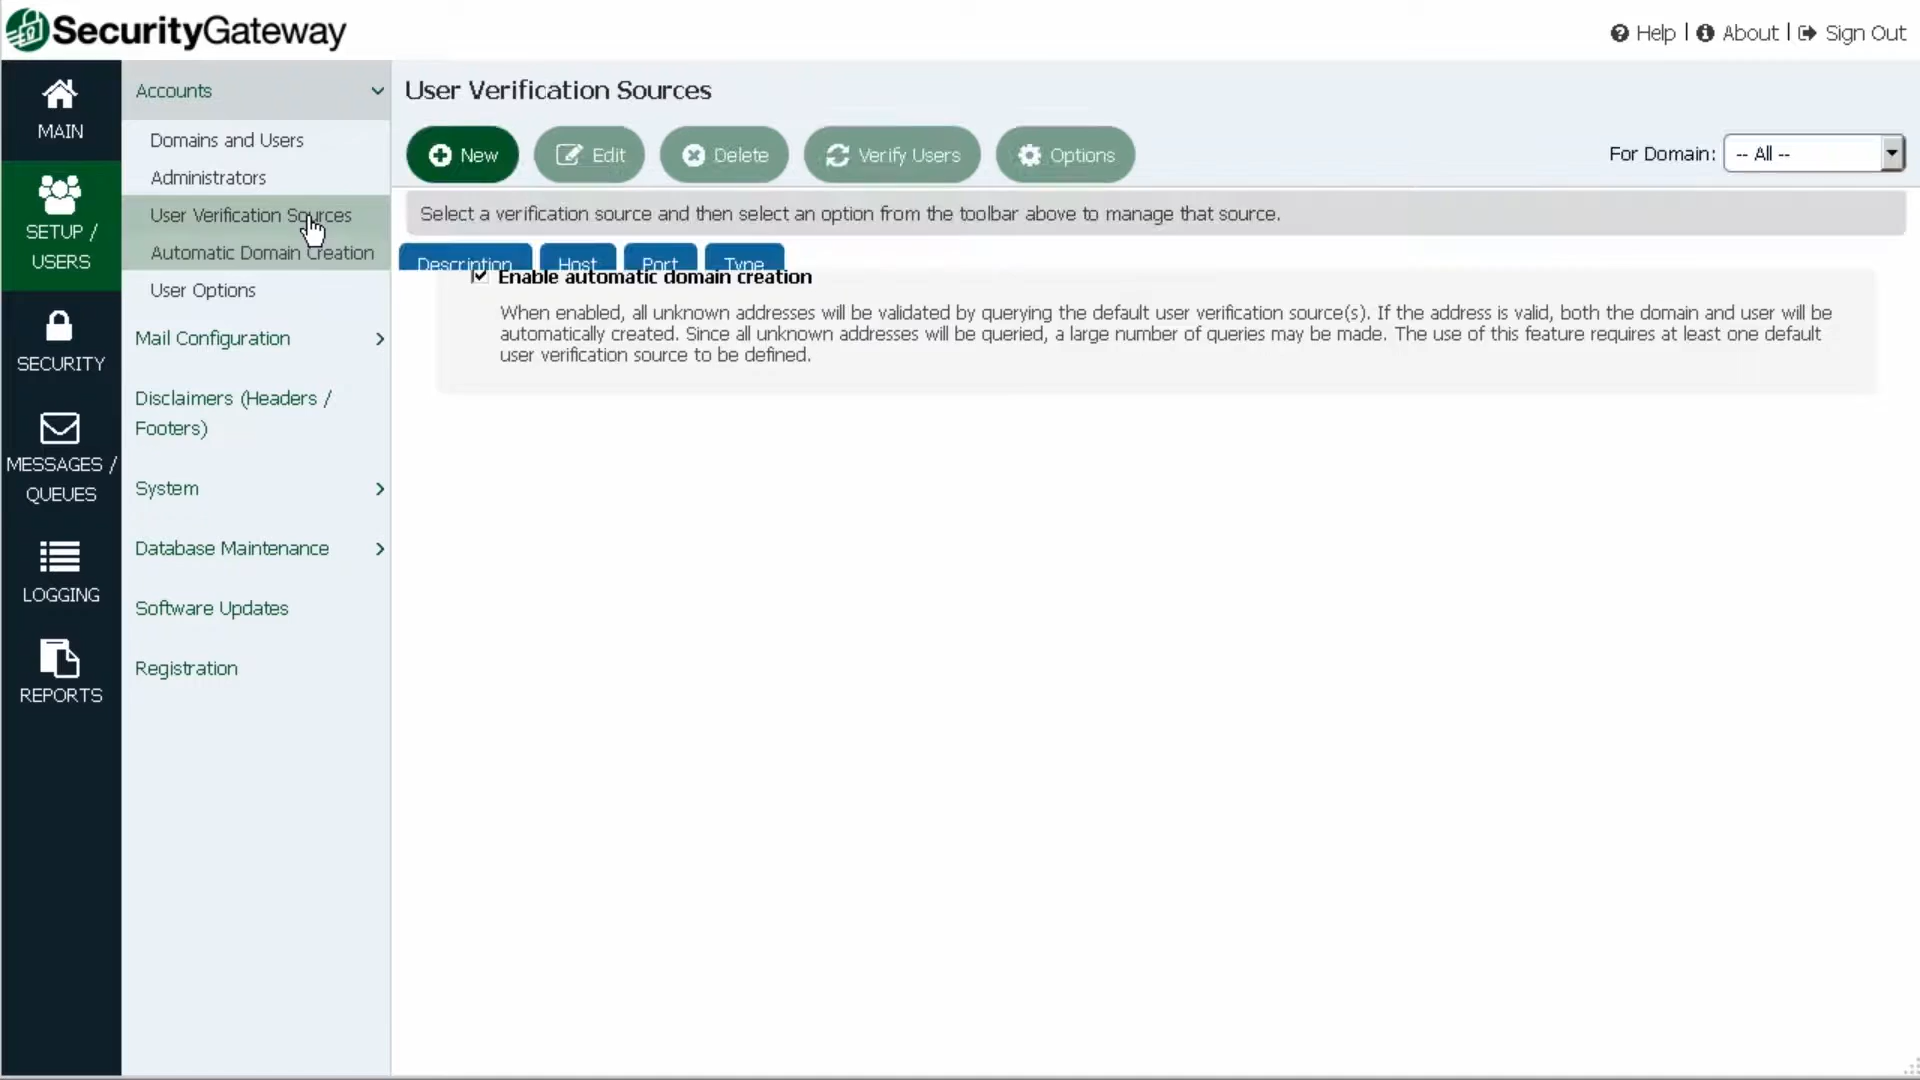 SecurityGateway
Help | About | Sign Out
MAIN
SETUP /
USERS
SECURITY
MESSAGES /
QUEUES
LOGGING
REPORTS
Accounts
Domains and Users
Administrators
User Verification Sources
Automatic Domain Creation
User Options
Mail Configuration
Disclaimers (Headers /
Footers)
System
Database Maintenance
Software Updates
Registration
User Verification Sources
New Edit Delete Verify Users Options
For Domain: -- All --
Select a verification source and then select an option from the toolbar above to manage that source.
Description Host Port Type
Enable automatic domain creation
When enabled, all unknown addresses will be validated by querying the default user verification source(s). If the address is valid, both the domain and user will be
automatically created. Since all unknown addresses will be queried, a large number of queries may be made. The use of this feature requires at least one default
user verification source to be defined.